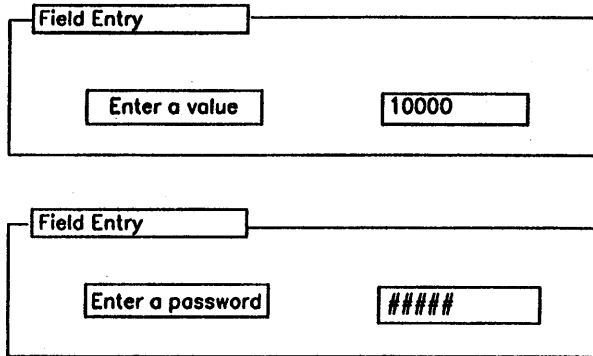 Field Entry
Enter a value 10000
Field Entry
Enter a password #####